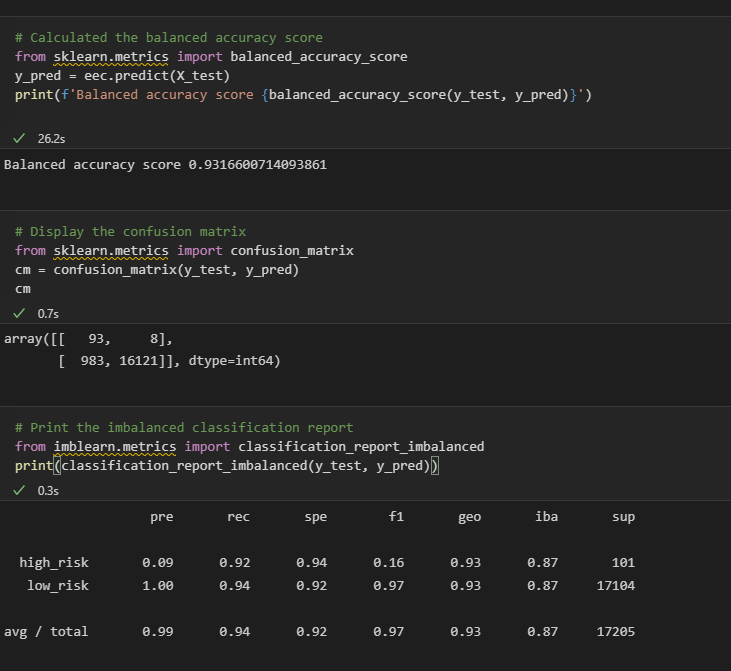 # Calculated the balanced accuracy score
from sklearn.metrics import balanced_accuracy_score
y_pred = eec.predict(X_test)
print(f'Balanced accuracy score {balanced_accuracy_score(y_test, y_pred)}')
26.2s
Balanced accuracy score 0.9316600714093861
# Display the confusion matrix
from sklearn.metrics import confusion_matrix
cm = confusion_matrix(y_test, y_pred)
cm
0.7s
array([[   93,     8],
       [  983, 16121]], dtype=int64)
# Print the imbalanced classification report
from imblearn.metrics import classification_report_imbalanced
print(classification_report_imbalanced(y_test, y_pred))
0.3s
                   pre       rec       spe        f1       geo       iba       sup
  high_risk       0.09      0.92      0.94      0.16      0.93      0.87       101
   low_risk       1.00      0.94      0.92      0.97      0.93      0.87     17104
avg / total       0.99      0.94      0.92      0.97      0.93      0.87     17205